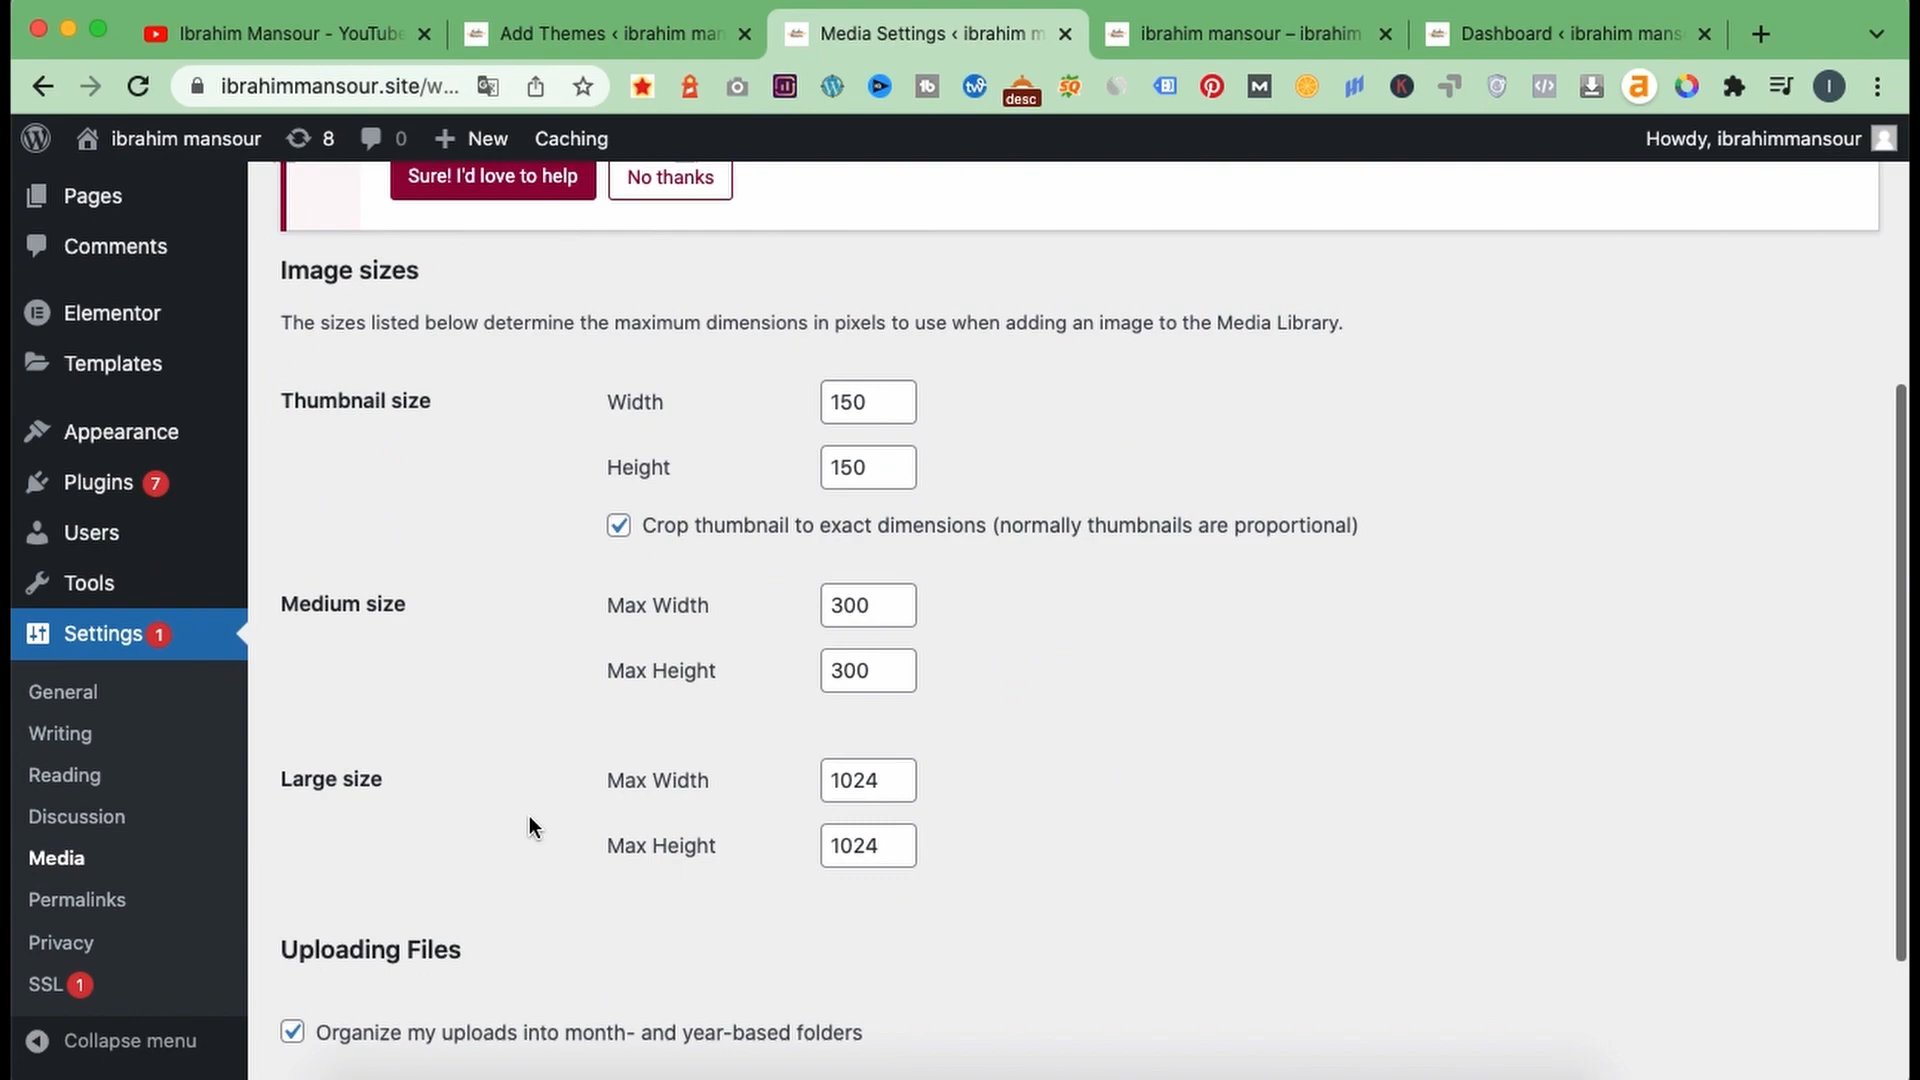 Ibrahim Mansour - YouTube
Add Themes ‹ ibrahim man
Media Settings ‹ ibrahim m
ibrahim mansour – ibrahim
Dashboard ‹ ibrahim mans
ibrahimmansour.site/w...
desc
ibrahim mansour
8
0
New
Caching
Howdy, ibrahimmansour
Pages
Comments
Elementor
Templates
Appearance
Plugins 7
Users
Tools
Settings 1
General
Writing
Reading
Discussion
Media
Permalinks
Privacy
SSL 1
Collapse menu
Sure! I'd love to help
No thanks
Image sizes
The sizes listed below determine the maximum dimensions in pixels to use when adding an image to the Media Library.
Thumbnail size
Width 150
Height 150
Crop thumbnail to exact dimensions (normally thumbnails are proportional)
Medium size
Max Width 300
Max Height 300
Large size
Max Width 1024
Max Height 1024
Uploading Files
Organize my uploads into month- and year-based folders